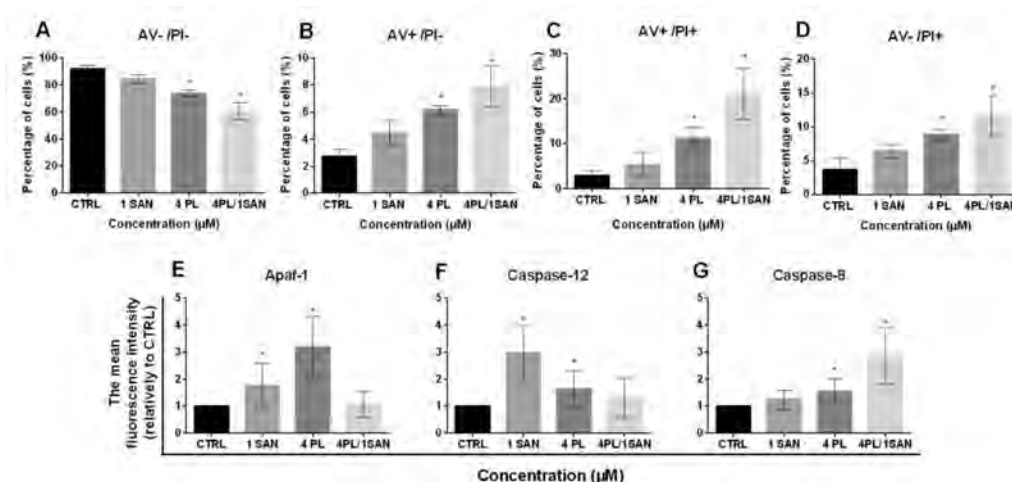 A
AV- /PI-
Percentage of cells (%)
100
80
60
40
20
0
CTRL 1 SAN 4 PL 4PL/1SAN
Concentration (µM)
B
AV+ /PI-
Percentage of cells (%)
10
8
6
4
2
0
CTRL 1 SAN 4 PL 4PL/1SAN
Concentration (µM)
C
AV+ /PI+
Percentage of cells (%)
30
20
10
0
CTRL 1 SAN 4 PL 4PL/1SAN
Concentration (µM)
D
AV- /PI+
Percentage of cells (%)
20
15
10
5
0
CTRL 1 SAN 4 PL 4PL/1SAN
Concentration (µM)
E
Apaf-1
The mean
fluorescence intensity
(relatively to CTRL)
5
4
3
2
1
0
CTRL 1 SAN 4 PL 4PL/1SAN
F
Caspase-12
5
4
3
2
1
0
CTRL 1 SAN 4 PL 4PL/1SAN
G
Caspase-8
5
4
3
2
1
0
CTRL 1 SAN 4 PL 4PL/1SAN
Concentration (µM)